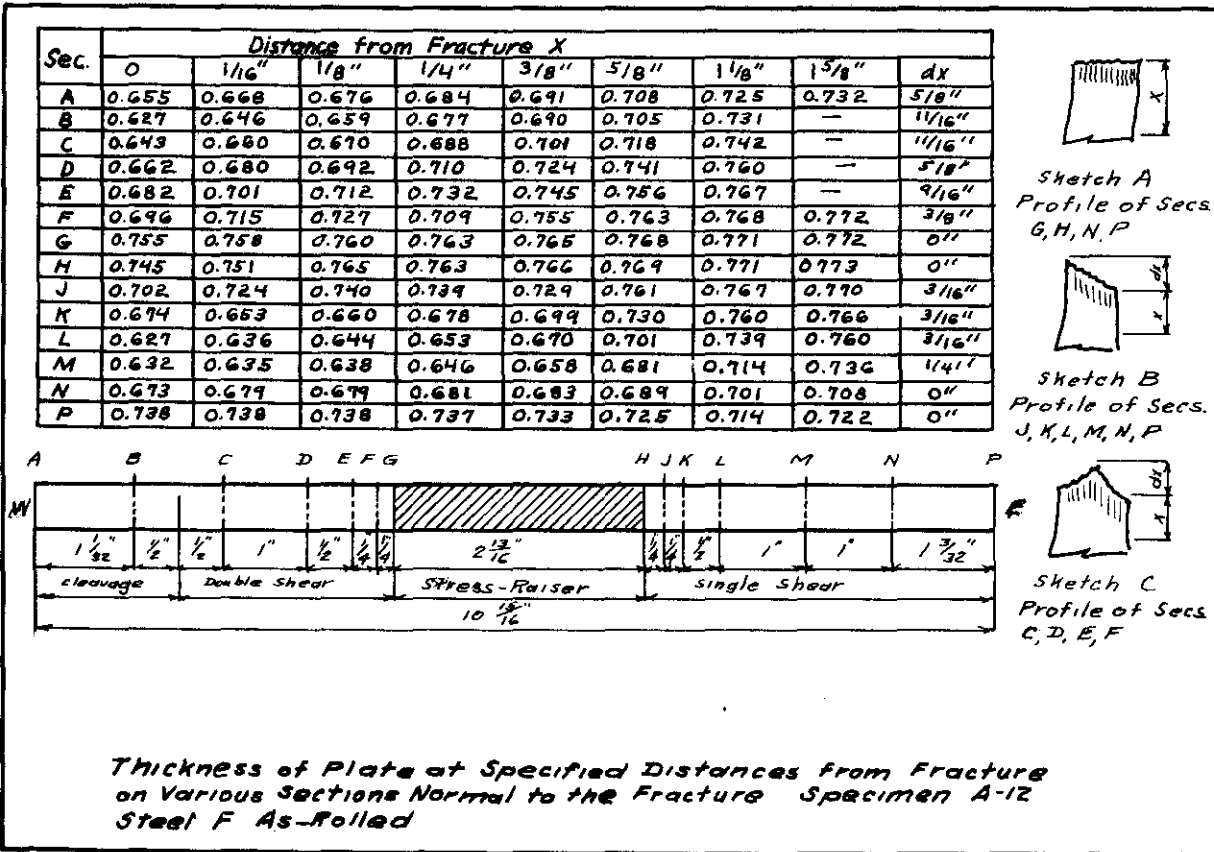 Sec. Distance from Fracture X
0 1/16" 1/8" 1/4" 3/8" 5/8" 1 1/8" 1 5/8" dx
A 0.655 0.668 0.676 0.684 0.691 0.708 0.725 0.732 5/8"
B 0.627 0.646 0.659 0.677 0.690 0.705 0.731 — 11/16"
C 0.643 0.660 0.670 0.688 0.701 0.718 0.742 — 11/16"
D 0.662 0.680 0.692 0.710 0.724 0.741 0.760 — 5/8"
E 0.682 0.701 0.712 0.732 0.745 0.756 0.767 — 9/16"
F 0.696 0.715 0.727 0.709 0.755 0.763 0.768 0.772 3/8"
G 0.755 0.758 0.760 0.763 0.765 0.768 0.771 0.772 0"
H 0.745 0.751 0.765 0.763 0.766 0.769 0.771 0773 0"
J 0.702 0.724 0.740 0.739 0.729 0.761 0.767 0.770 3/16"
K 0.674 0.653 0.660 0.678 0.699 0.730 0.760 0.766 3/16"
L 0.627 0.636 0.644 0.653 0.670 0.701 0.739 0.760 3/16"
M 0.632 0.635 0.638 0.646 0.658 0.681 0.714 0.736 1/4"
N 0.673 0.679 0.679 0.681 0.683 0.689 0.701 0.708 0"
P 0.738 0.738 0.738 0.737 0.733 0.725 0.714 0.722 0"
X
Sketch A
Profile of Secs
G, H, N, P
dx
X
Sketch B
Profile of Secs.
J, K, L, M, N, P
dx
X
Sketch C
Profile of Secs
C, D, E, F
A B C D E F G H J K L M N P
W E
1 1/32" 1/2" 1/2" 1" 1/2" 1/4" 1/4" 2 13/16" 1/4 1/4" 1/2" 1" 1" 1 3/32"
Cleavage Double Shear Stress-Raiser Single Shear
10 15/16"
Thickness of Plate at Specified Distances from Fracture
on Various Sections Normal to the Fracture Specimen A-12
Steel F As-Rolled